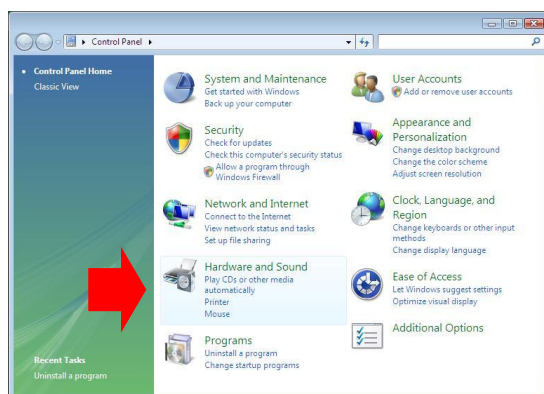 Control Panel
Control Panel Home
Classic View
System and Maintenance
Get started with Windows
Back up your computer
Security
Check for updates
Check this computer's security status
Allow a program through
Windows Firewall
Network and Internet
Connect to the Internet
View network status and tasks
Set up file sharing
Hardware and Sound
Play CDs or other media
automatically
Printer
Mouse
Programs
Uninstall a program
Change startup programs
User Accounts
Add or remove user accounts
Appearance and
Personalization
Change desktop background
Change the color scheme
Adjust screen resolution
Clock, Language, and
Region
Change keyboards or other input
methods
Change display language
Ease of Access
Let Windows suggest settings
Optimize visual display
Additional Options
Recent Tasks
Uninstall a program